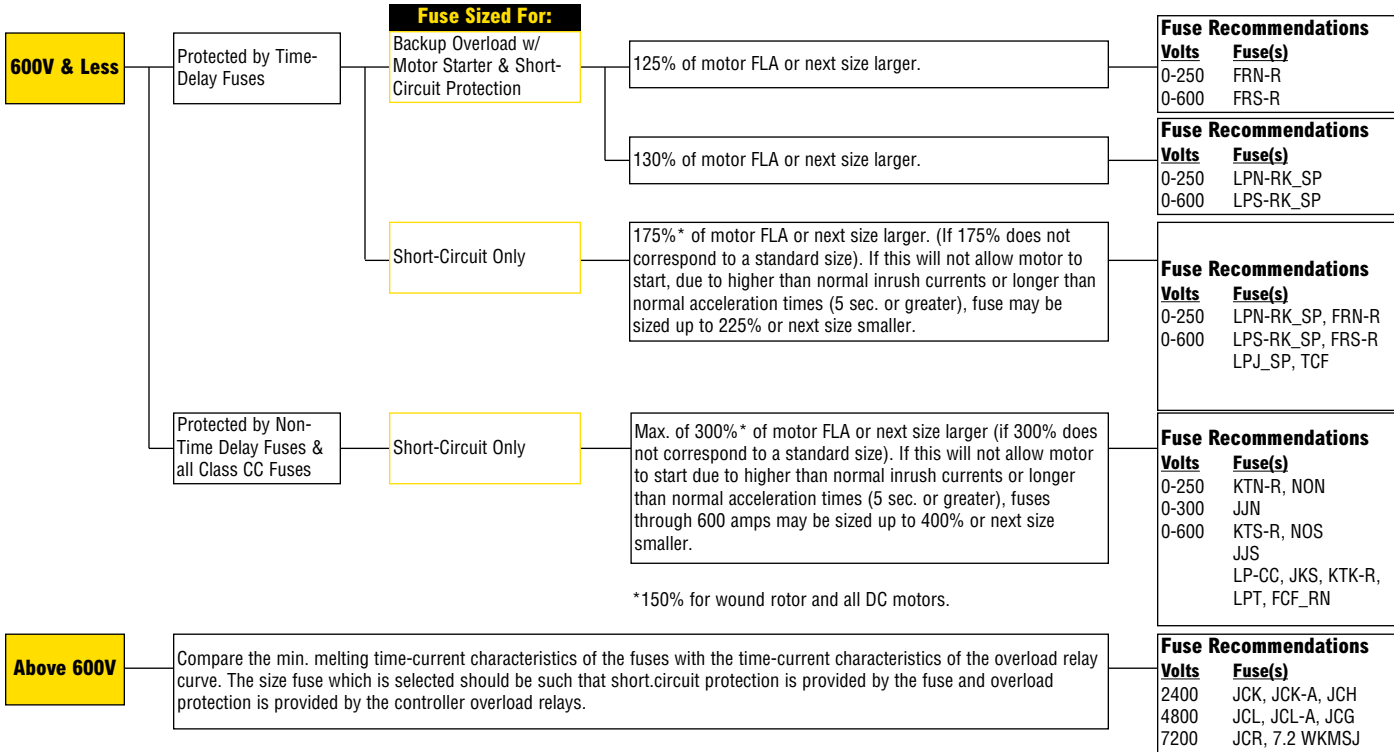 Fuse Sized For:
600V & Less
Protected by Time-
Delay Fuses
Backup Overload w/
Motor Starter & Short-
Circuit Protection
125% of motor FLA or next size larger.
Fuse Recommendations
Volts Fuse(s)
0-250 FRN-R
0-600 FRS-R
130% of motor FLA or next size larger.
Fuse Recommendations
Volts Fuse(s)
0-250 LPN-RK_SP
0-600 LPS-RK_SP
Short-Circuit Only
175%* of motor FLA or next size larger. (If 175% does not
correspond to a standard size). If this will not allow motor to
start, due to higher than normal inrush currents or longer than
normal acceleration times (5 sec. or greater), fuse may be
sized up to 225% or next size smaller.
Fuse Recommendations
Volts Fuse(s)
0-250 LPN-RK_SP, FRN-R
0-600 LPS-RK_SP, FRS-R
LPJ_SP, TCF
Protected by Non-
Time Delay Fuses &
all Class CC Fuses
Short-Circuit Only
Max. of 300%* of motor FLA or next size larger (if 300% does
not correspond to a standard size). If this will not allow motor
to start due to higher than normal inrush currents or longer
than normal acceleration times (5 sec. or greater), fuses
through 600 amps may be sized up to 400% or next size
smaller.
Fuse Recommendations
Volts Fuse(s)
0-250 KTN-R, NON
0-300 JJN
0-600 KTS-R, NOS
JJS
LP-CC, JKS, KTK-R,
LPT, FCF_RN
*150% for wound rotor and all DC motors.
Above 600V
Compare the min. melting time-current characteristics of the fuses with the time-current characteristics of the overload relay
curve. The size fuse which is selected should be such that short.circuit protection is provided by the fuse and overload
protection is provided by the controller overload relays.
Fuse Recommendations
Volts Fuse(s)
2400 JCK, JCK-A, JCH
4800 JCL, JCL-A, JCG
7200 JCR, 7.2 WKMSJ